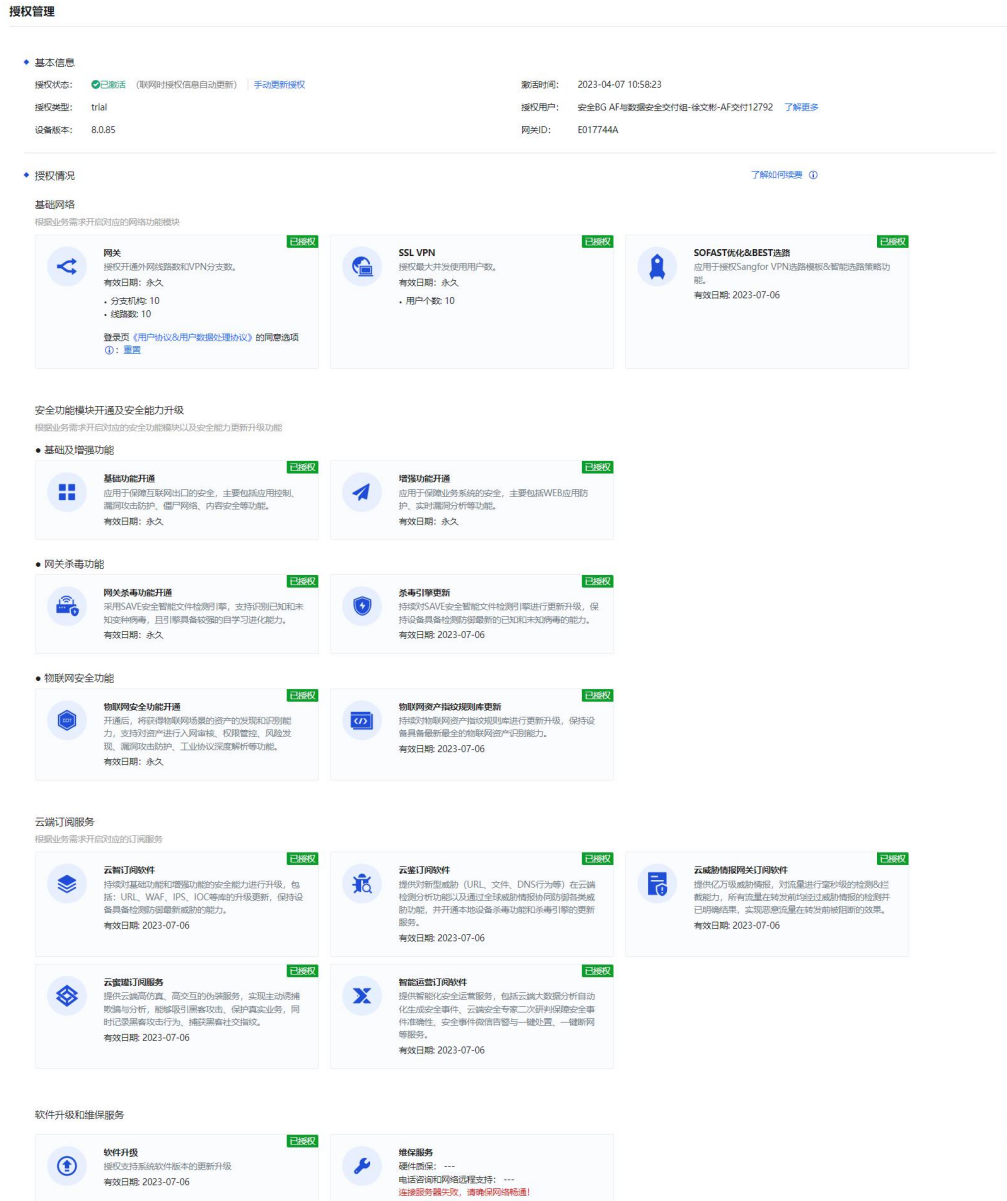 授权管理
基本信息
授权状态： 已激活 （联网时授权信息自动更新） 手动更新授权
激活时间： 2023-04-07 10:58:23
授权类型： trial
授权用户： 安全BG AF与数据安全交付组-徐文彬-AF交付12792 了解更多
设备版本： 8.0.85
网关ID： E017744A
授权情况
了解如何续费
基础网络
根据业务需求开启对应的网络功能模块
已授权
网关
授权开通外网线路数和VPN分支数。
有效日期：永久
• 分支机构: 10
• 线路数: 10
登录页《用户协议&用户数据处理协议》的同意选项
：重置
已授权
SSL VPN
授权最大并发使用用户数。
有效日期：永久
• 用户个数: 10
已授权
SOFAST优化&BEST选路
应用于授权Sangfor VPN选路模板&智能选路策略功
能。
有效日期: 2023-07-06
安全功能模块开通及安全能力升级
根据业务需求开启对应的安全功能模块以及安全能力更新升级功能
● 基础及增强功能
已授权
基础功能开通
应用于保障互联网出口的安全，主要包括应用控制、
漏洞攻击防护、僵尸网络、内容安全等功能。
有效日期：永久
已授权
增强功能开通
应用于保障业务系统的安全，主要包括WEB应用防
护、实时漏洞分析等功能。
有效日期：永久
● 网关杀毒功能
已授权
网关杀毒功能开通
采用SAVE安全智能文件检测引擎，支持识别已知和未
知变种病毒，且引擎具备较强的自学习进化能力。
有效日期：永久
已授权
杀毒引擎更新
持续对SAVE安全智能文件检测引擎进行更新升级，保
持设备具备检测防御最新的已知和未知病毒的能力。
有效日期: 2023-07-06
● 物联网安全功能
已授权
物联网安全功能开通
开通后，将获得物联网场景的资产的发现和识别能
力，支持对资产进行入网审核、权限管控、风险发
现、漏洞攻击防护、工业协议深度解析等功能。
有效日期：永久
已授权
物联网资产指纹规则库更新
持续对物联网资产指纹规则库进行更新升级，保持设
备具备最新最全的物联网资产识别能力。
有效日期: 2023-07-06
云端订阅服务
根据业务需求开启对应的订阅服务
已授权
云智订阅软件
持续对基础功能和增强功能的安全能力进行升级，包
括：URL、WAF、IPS、IOC等库的升级更新，保持设
备具备检测防御最新威胁的能力。
有效日期: 2023-07-06
已授权
云鉴订阅软件
提供对新型威胁（URL、文件、DNS行为等）在云端
检测分析功能以及通过全球威胁情报协同防御各类威
胁功能，并开通本地设备杀毒功能和杀毒引擎的更新
服务。
有效日期: 2023-07-06
已授权
云威胁情报网关订阅软件
提供亿万级威胁情报，对流量进行毫秒级的检测&拦
截能力，所有流量在转发前均经过威胁情报的检测并
已明确结果，实现恶意流量在转发前被阻断的效果。
有效日期: 2023-07-06
已授权
云蜜罐订阅服务
提供云端高仿真、高交互的伪装服务，实现主动诱捕
欺骗与分析，能够吸引黑客攻击、保护真实业务，同
时记录黑客攻击行为、捕获黑客社交指纹。
有效日期: 2023-07-06
已授权
智能运营订阅软件
提供智能化安全运营服务，包括云端大数据分析自动
化生成安全事件、云端安全专家二次研判保障安全事
件准确性、安全事件微信告警与一键处置、一键断网
等服务。
有效日期: 2023-07-06
软件升级和维保服务
已授权
软件升级
授权支持系统软件版本的更新升级
有效日期: 2023-07-06
维保服务
硬件质保： ---
电话咨询和网络远程支持： ---
连接服务器失败，请确保网络畅通!